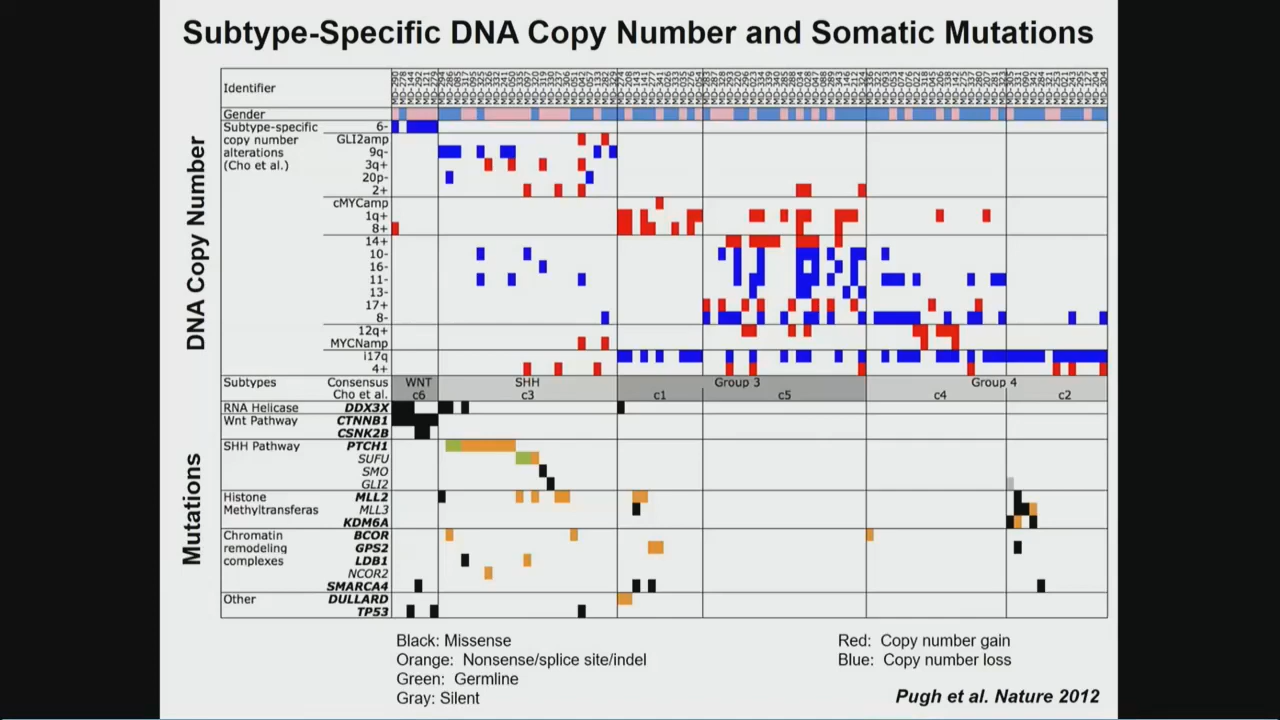 Subtype-Specific DNA Copy Number and Somatic Mutations
Identifier
Gender
Subtype-specific 6-
copy number GLI2amp
alterations 9q-
(Cho et al.) 3q+
20p-
2+
cMYCamp
1q+
8+
14+
10-
16-
11-
13-
17+
8-
12q+
MYCNamp
i17q
4+
DNA Copy Number
Subtypes Consensus WNT SHH Group 3 Group 4
Cho et al. c6 c3 c1 c5 c4 c2
RNA Helicase DDX3X
Wnt Pathway CTNNB1
CSNK2B
SHH Pathway PTCH1
SUFU
SMO
GLI2
Histone MLL2
Methyltransferas MLL3
KDM6A
Chromatin BCOR
remodeling GPS2
complexes LDB1
NCOR2
SMARCA4
Other DULLARD
TP53
Mutations
Black: Missense
Orange: Nonsense/splice site/indel
Green: Germline
Gray: Silent
Red: Copy number gain
Blue: Copy number loss
Pugh et al. Nature 2012